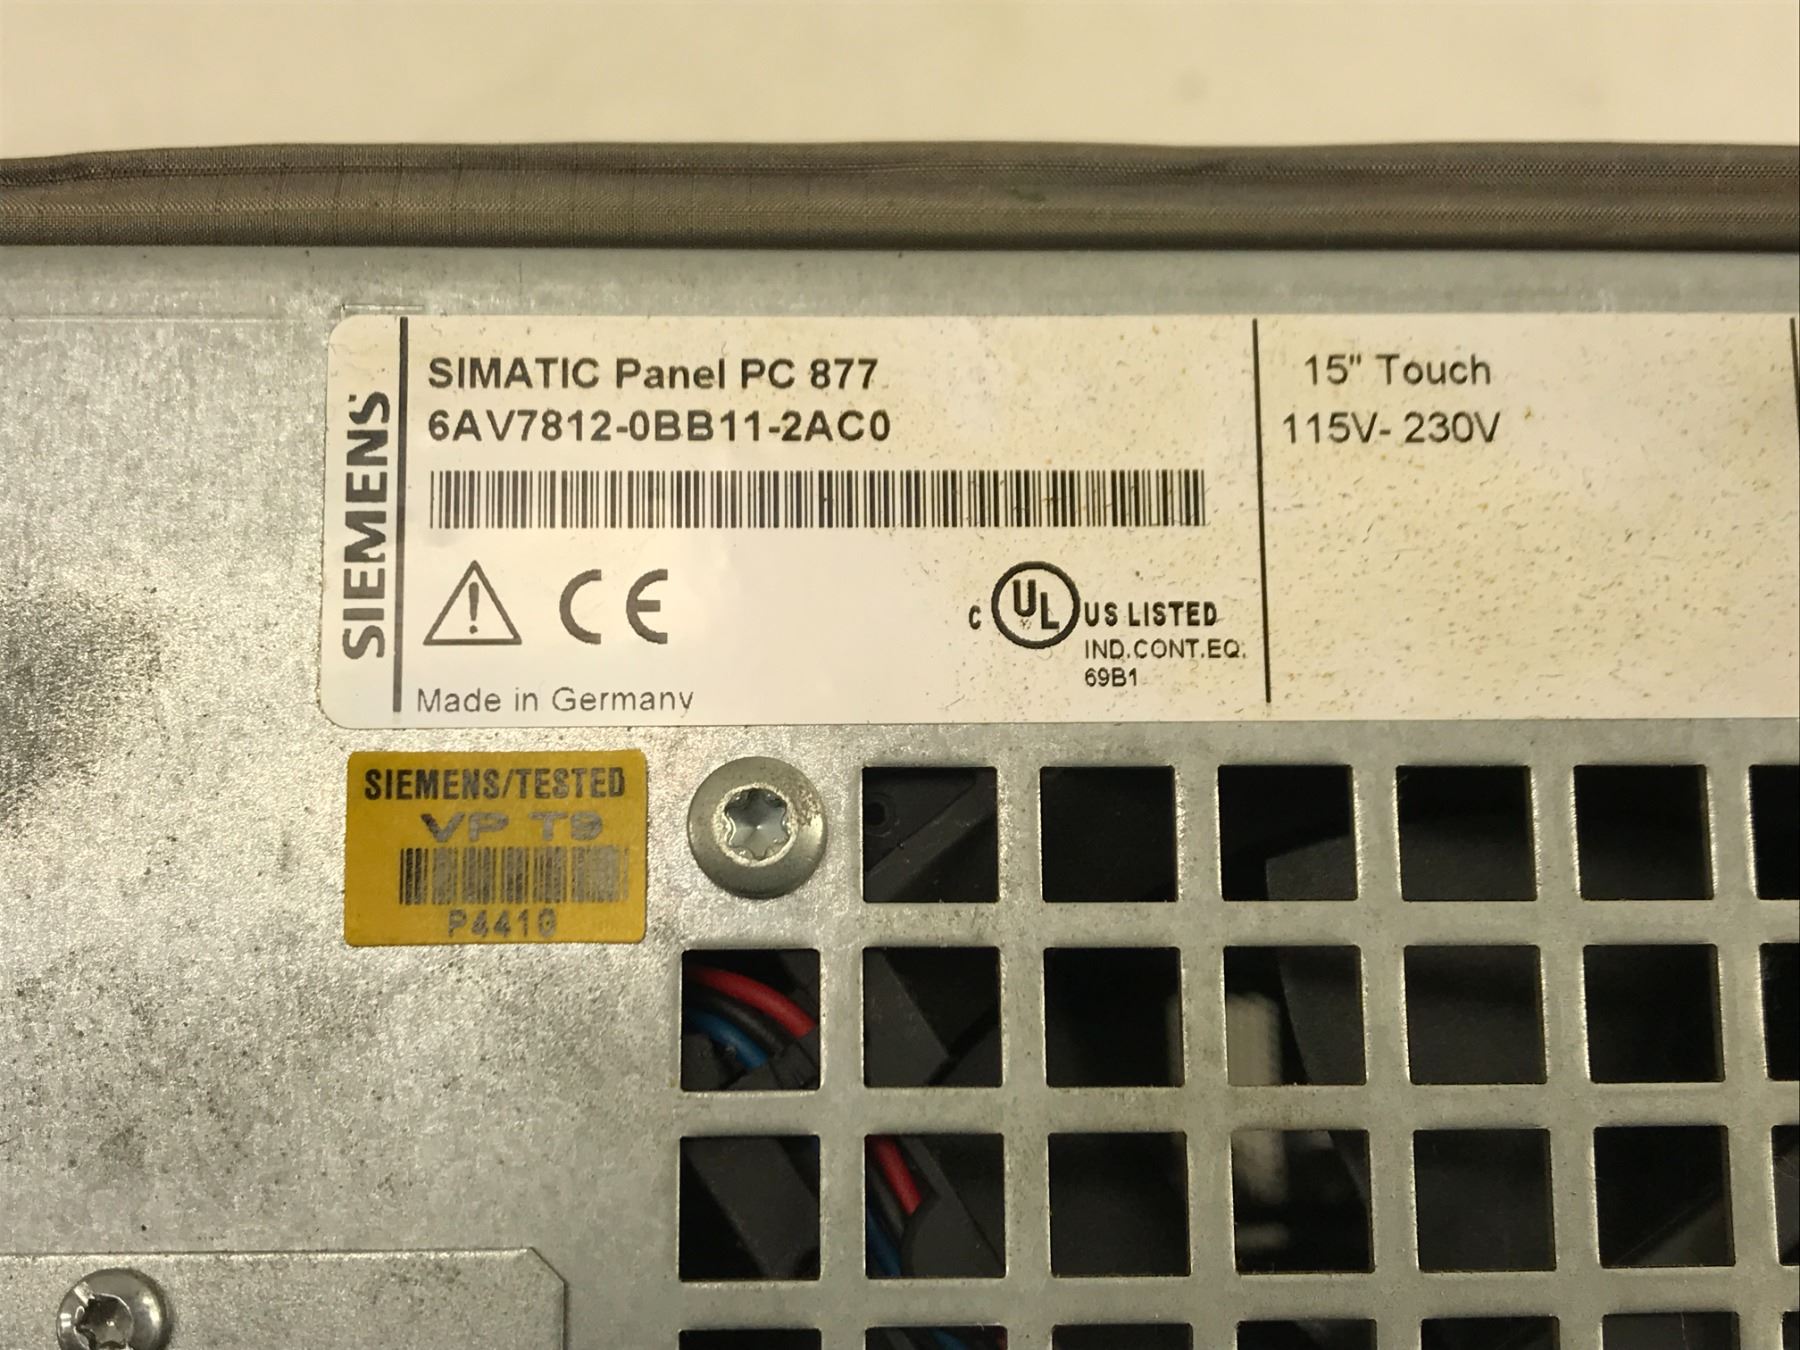 SIEMENS
SIMATIC Panel PC 877
6AV7812-0BB11-2AC0
CE
C UL US LISTED
IND.CONT.EQ.
69B1
Made in Germany
15" Touch
115V- 230V
SIEMENS/TESTED
VP T9
P4410